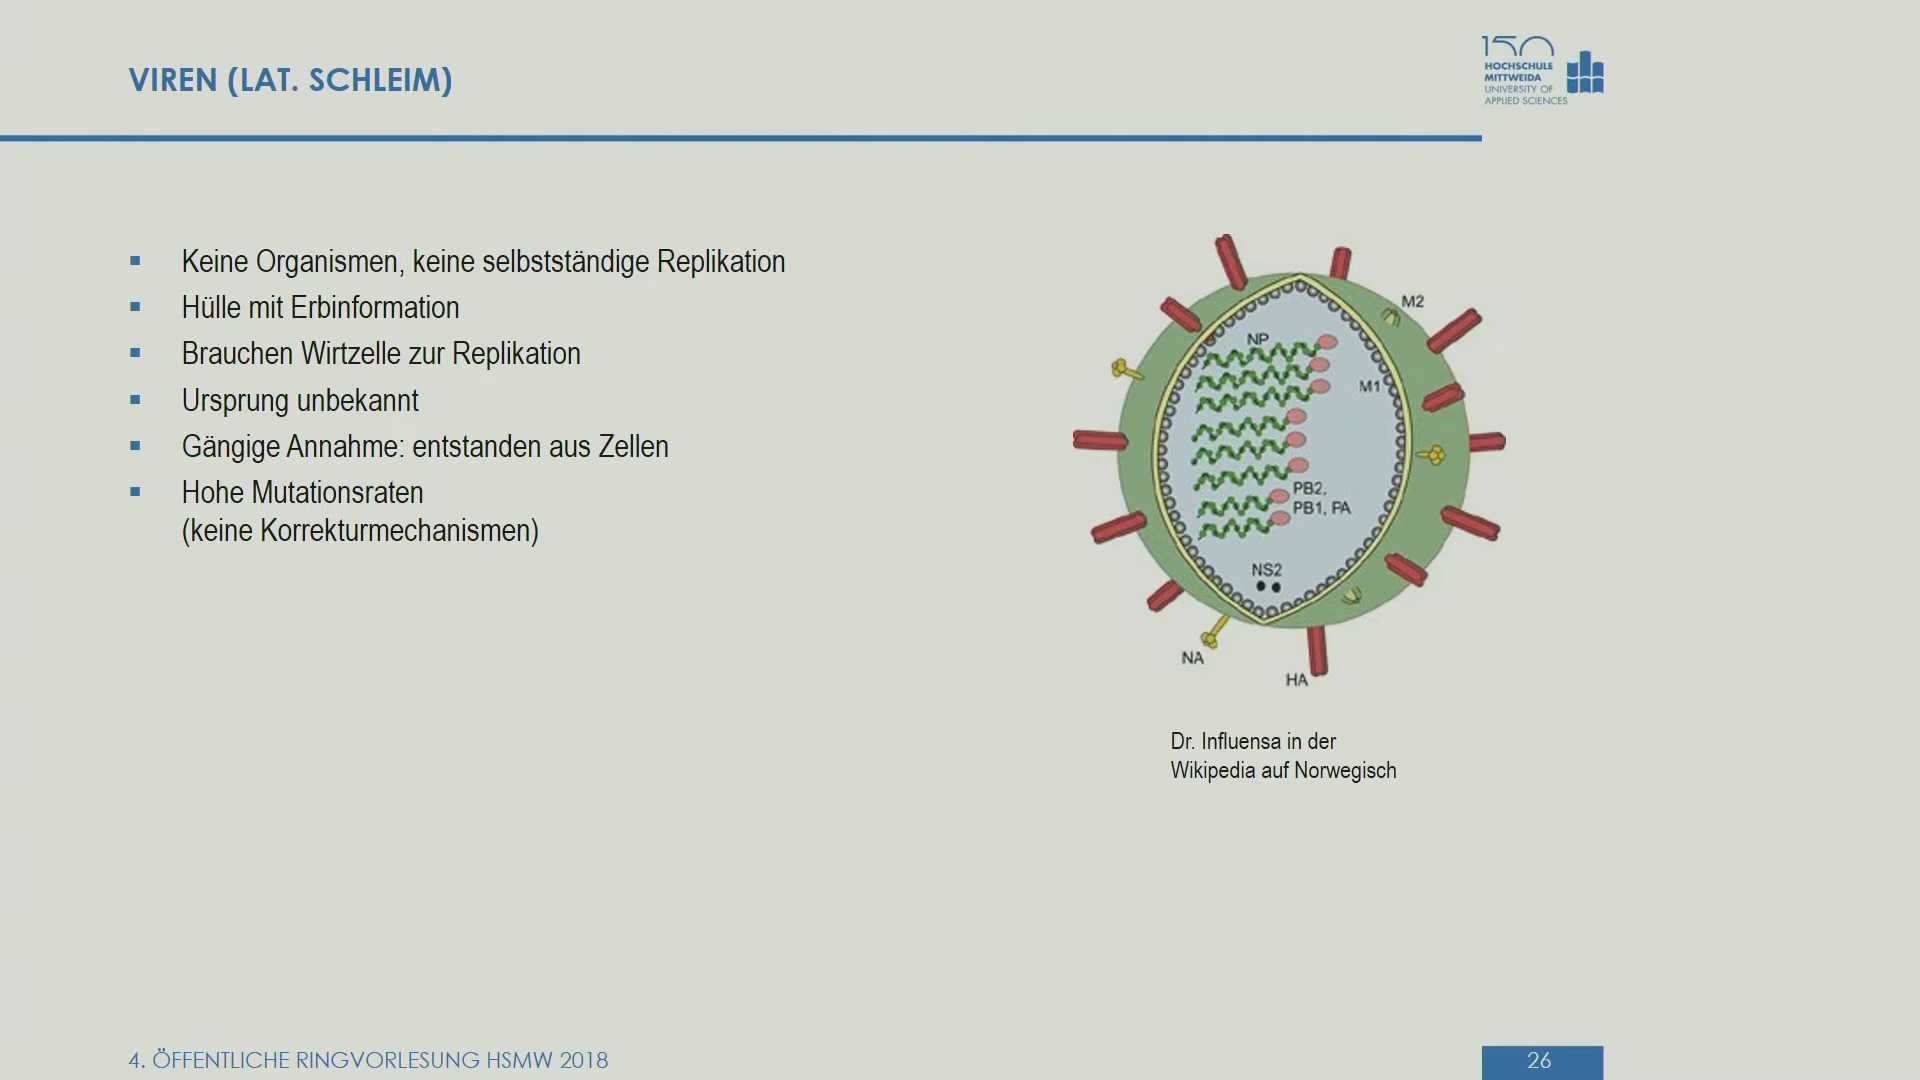 VIREN (LAT. SCHLEIM)
150
HOCHSCHULE
MITTWEIDA
UNIVERSITY OF
APPLIED SCIENCES
Keine Organismen, keine selbstständige Replikation
Hülle mit Erbinformation
Brauchen Wirtzelle zur Replikation
Ursprung unbekannt
Gängige Annahme: entstanden aus Zellen
Hohe Mutationsraten
(keine Korrekturmechanismen)
M2
NP
M1
PB2,
PB1, PA
NS2
NA
HA
Dr. Influensa in der
Wikipedia auf Norwegisch
4. ÖFFENTLICHE RINGVORLESUNG HSMW 2018
26